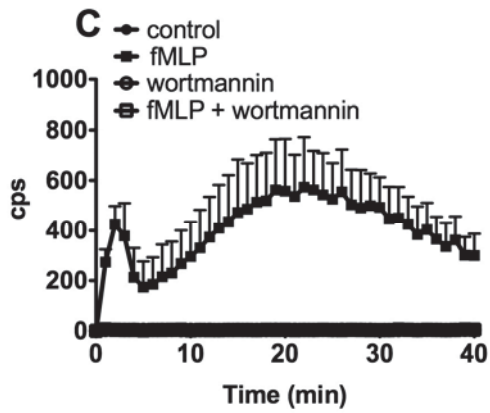 C
control
fMLP
wortmannin
fMLP + wortmannin
1000
800
600
400
200
0
cps
0 10 20 30 40
Time (min)